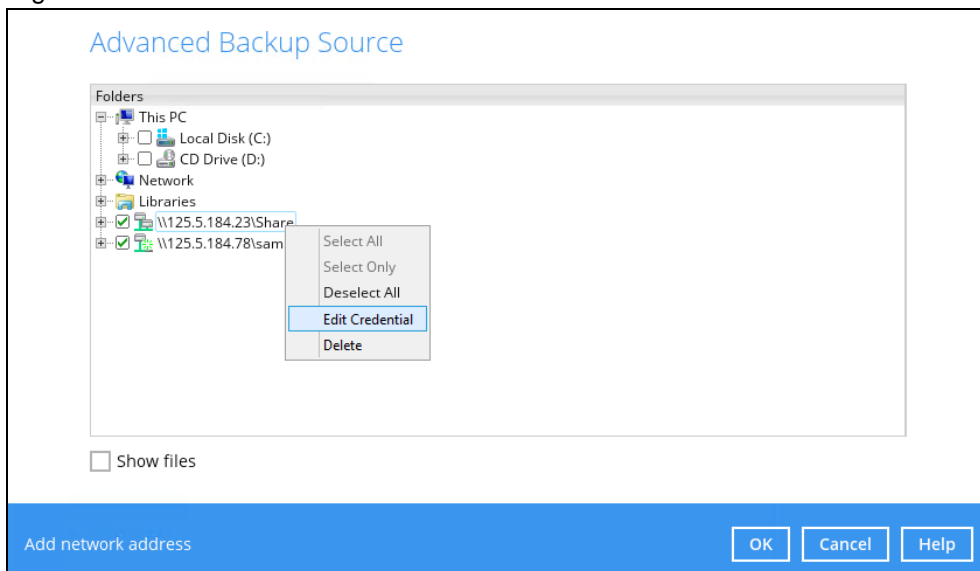 Advanced Backup Source
Folders
This PC
Local Disk (C:)
CD Drive (D:)
Network
Libraries
\\125.5.184.23\Share
\\125.5.184.78\sam
Select All
Select Only
Deselect All
Edit Credential
Delete
Show files
Add network address
OK
Cancel
Help